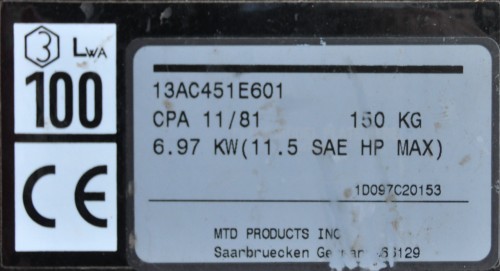 3 LWA
100
CE
13AC451E601
CPA 11/81 150 KG
6.97 KW(11.5 SAE HP MAX)
1D097C20153
MTD PRODUCTS INC
Saarbruecken